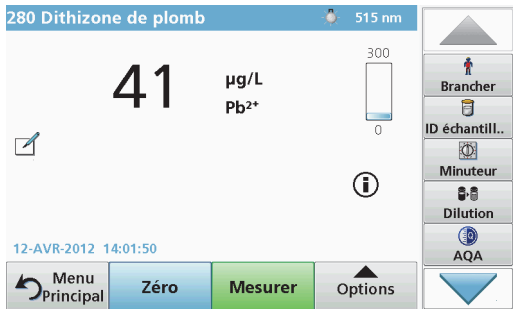 280 Dithizone de plomb
515 nm
41
µg/L
Pb²⁺
300
0
12-AVR-2012 14:01:50
Menu
Principal
Zéro
Mesurer
Options
Brancher
ID échantill..
Minuteur
Dilution
AQA